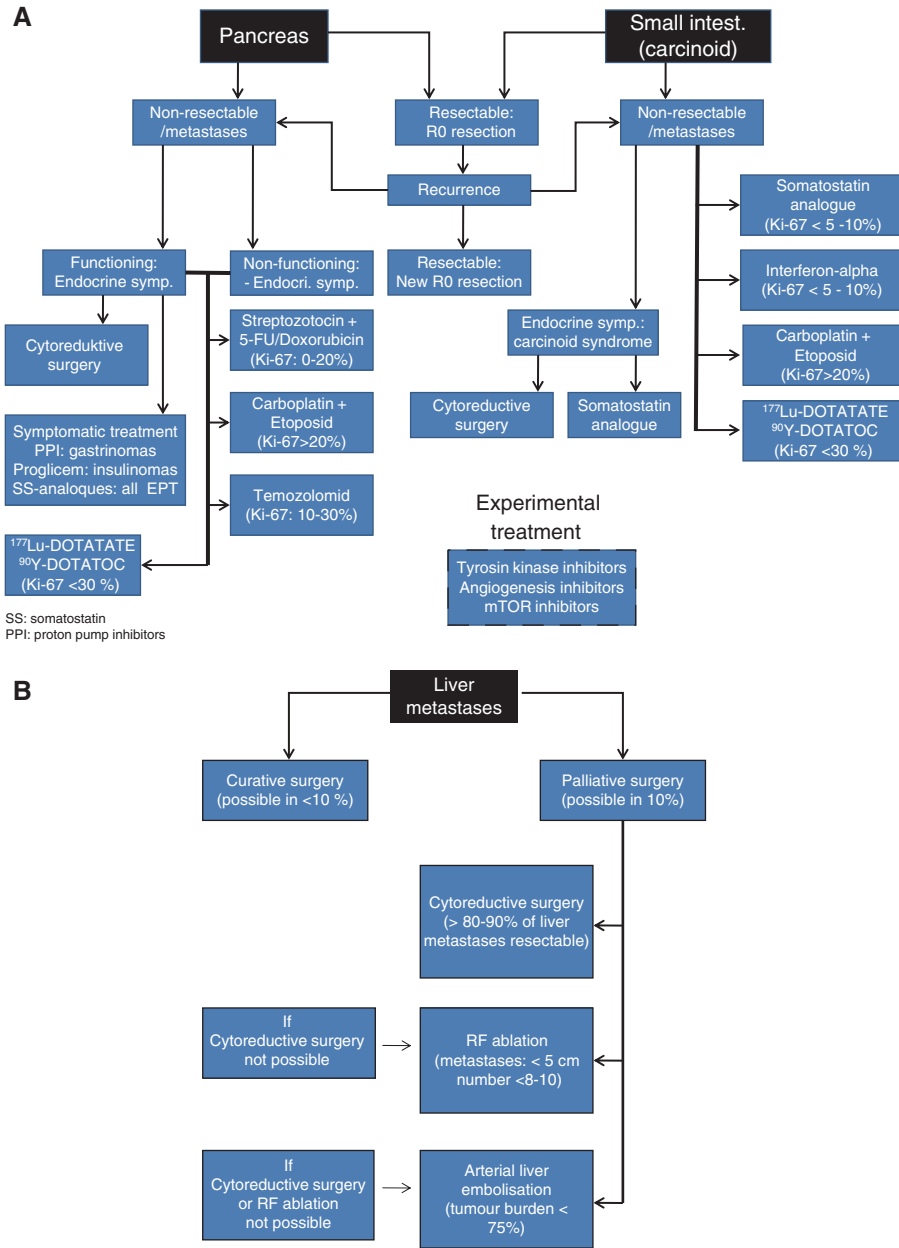 A
Pancreas
Small intest.
(carcinoid)
Non-resectable
/metastases
Resectable:
R0 resection
Non-resectable
/metastases
Recurrence
Somatostatin
analogue
(Ki-67 < 5 -10%)
Functioning:
Endocrine symp.
Non-functioning:
- Endocri. symp.
Resectable:
New R0 resection
Interferon-alpha
(Ki-67 < 5 - 10%)
Cytoreduktive
surgery
Streptozotocin +
5-FU/Doxorubicin
(Ki-67: 0-20%)
Endocrine symp.:
carcinoid syndrome
Carboplatin +
Etoposid
(Ki-67>20%)
Symptomatic treatment
PPI: gastrinomas
Proglicem: insulinomas
SS-analoques: all EPT
Carboplatin +
Etoposid
(Ki-67>20%)
Cytoreductive
surgery
Somatostatin
analogue
177Lu-DOTATATE
90Y-DOTATOC
(Ki-67 <30 %)
Temozolomid
(Ki-67: 10-30%)
177Lu-DOTATATE
90Y-DOTATOC
(Ki-67 <30 %)
Experimental
treatment
Tyrosin kinase inhibitors
Angiogenesis inhibitors
mTOR inhibitors
SS: somatostatin
PPI: proton pump inhibitors
B
Liver
metastases
Curative surgery
(possible in <10 %)
Palliative surgery
(possible in 10%)
Cytoreductive surgery
(> 80-90% of liver
metastases resectable)
If
Cytoreductive surgery
not possible
RF ablation
(metastases: < 5 cm
number <8-10)
If
Cytoreductive surgery
or RF ablation
not possible
Arterial liver
embolisation
(tumour burden <
75%)